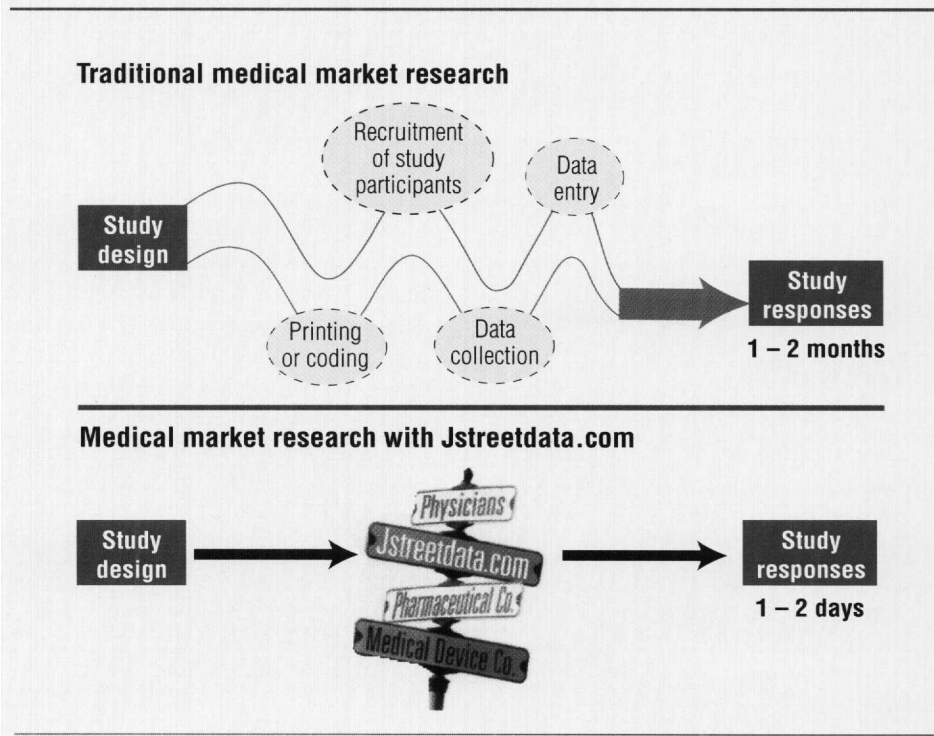 Traditional medical market research
Study
design
Printing
or coding
Recruitment
of study
participants
Data
collection
Data
entry
Study
responses
1 – 2 months
Medical market research with Jstreetdata.com
Study
design
Physicians
Jstreetdata.com
Pharmaceutical Co.
Medical Device Co.
Study
responses
1 – 2 days